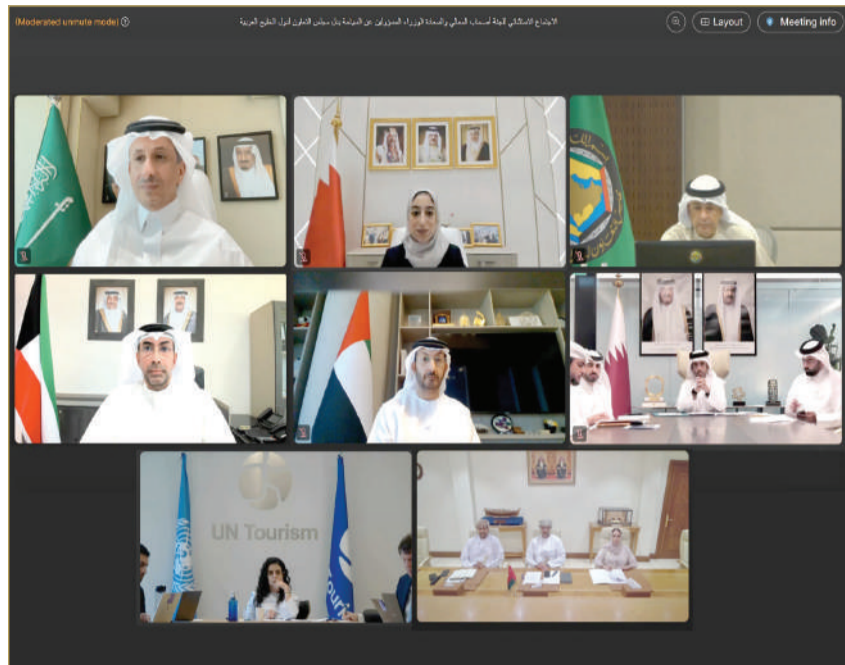 (Moderated unmute mode)
الاجتماع الاستثنائي للجنة أصحاب المعالي والسعادة الوزراء المسؤولين عن السياحة بدول مجلس التعاون لدول الخليج العربية
Layout
Meeting info
UN Tourism